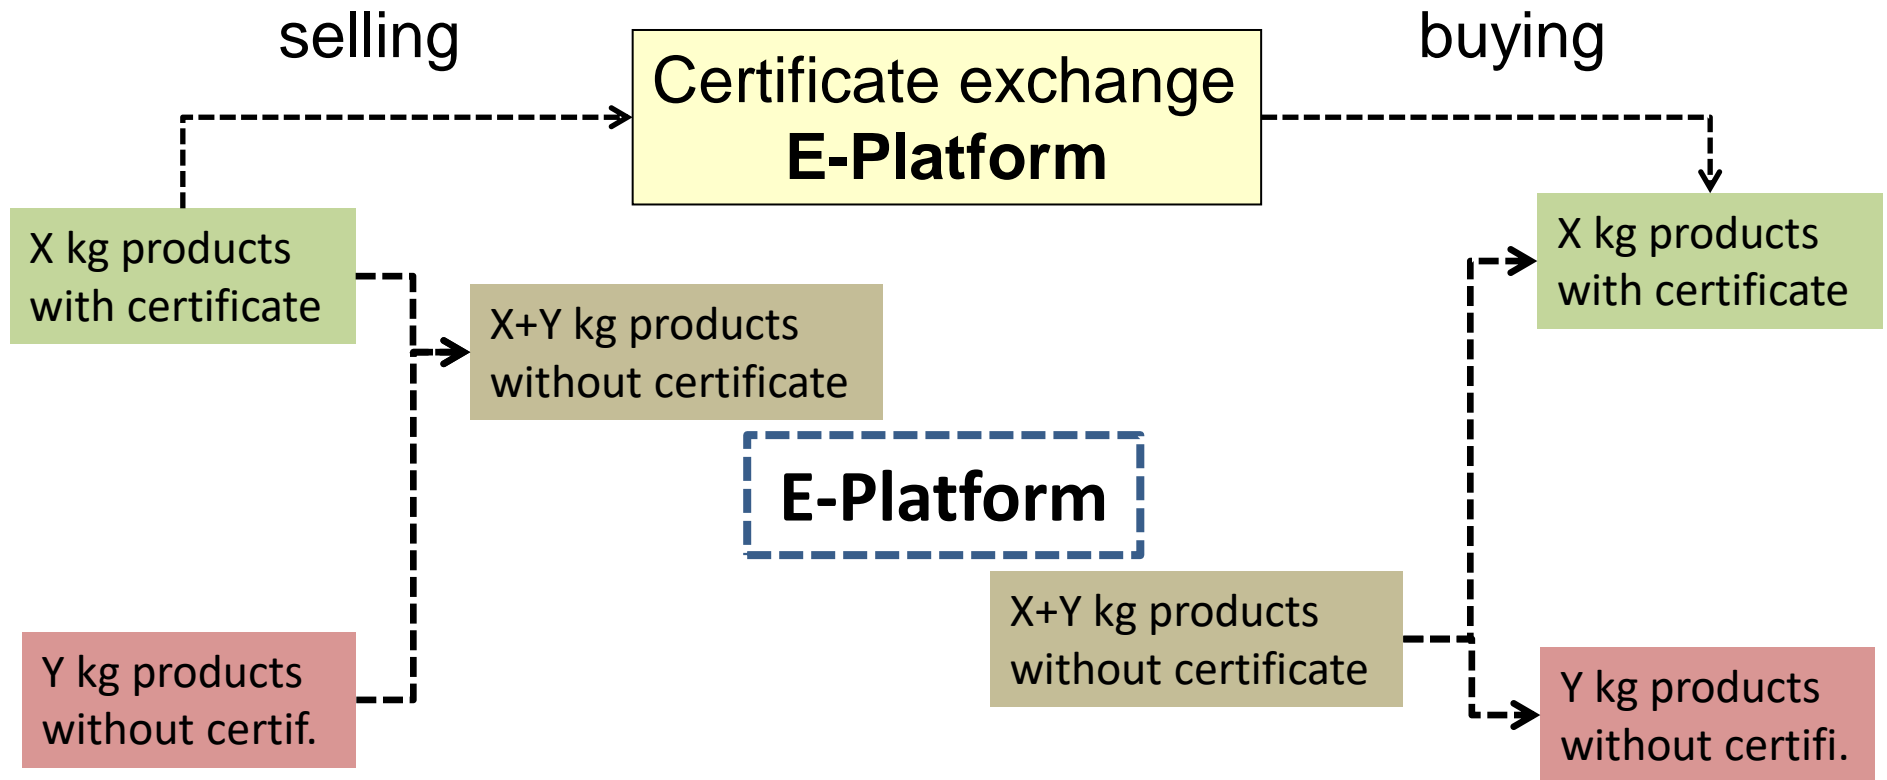 selling
buying
Certificate exchange
E-Platform
X kg products
with certificate
X kg products
with certificate
X+Y kg products
without certificate
E-Platform
X+Y kg products
without certificate
Y kg products
without certif.
Y kg products
without certifi.